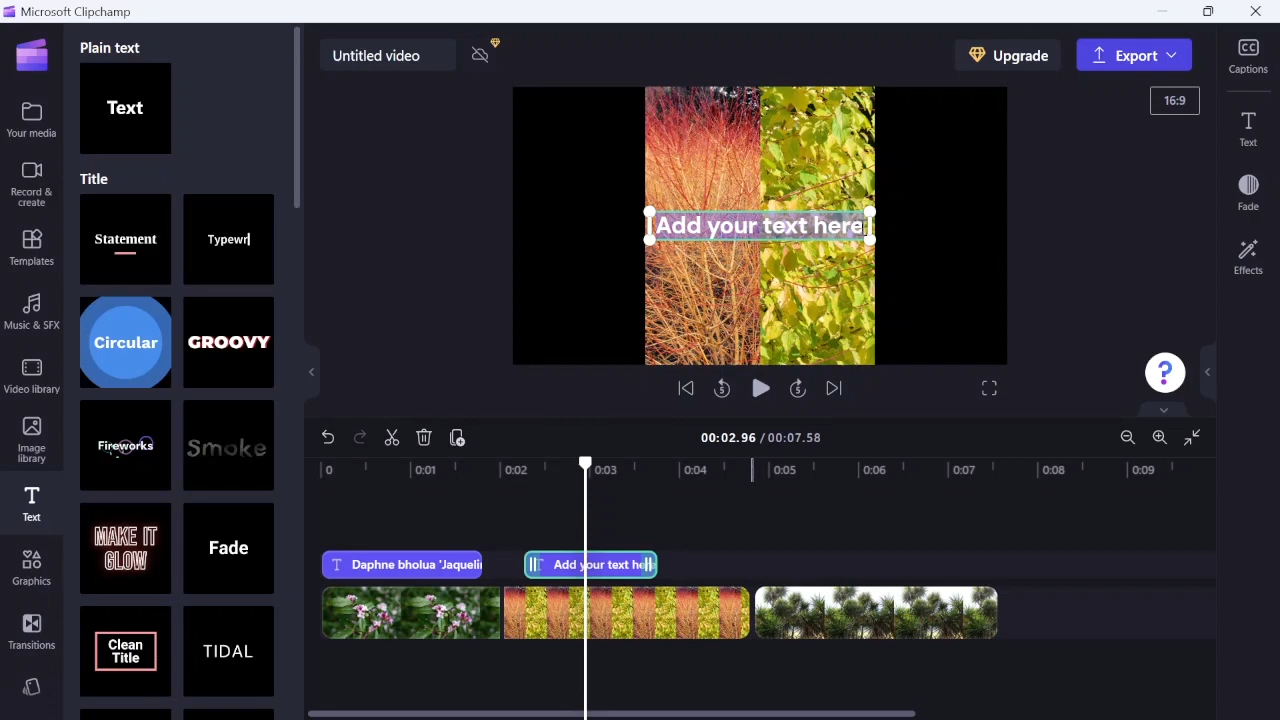 Microsoft Clipchamp
Untitled video
Upgrade
Export
Your media
Record &
create
Templates
Music & SFX
Video library
Image
library
Text
Graphics
Transitions
Plain text
Text
Title
Statement
Typewr
Circular
GROOVY
Fireworks
Smoke
MAKE IT
GLOW
Fade
Clean
Title
TIDAL
16:9
Add your text here
5
5
?
00:02.96 / 00:07.58
0
0:01
0:02
0:03
0:04
0:05
0:06
0:07
0:08
0:09
T Daphne bholua 'Jaqueli
T Add your text here
CC
Captions
Text
Fade
Effects